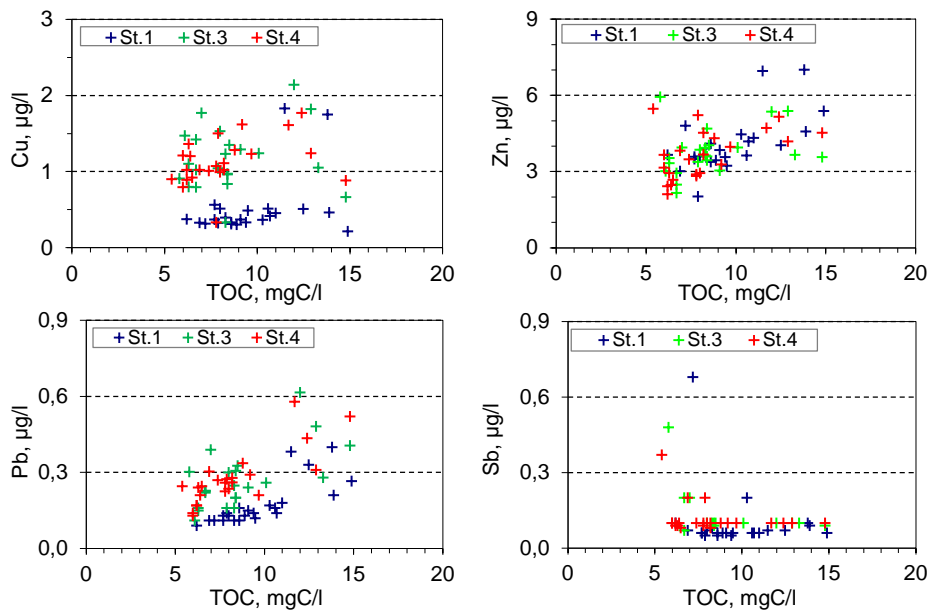 Cu, µg/l
3
2
1
0
St.1 St.3 St.4
0 5 10 15 20
TOC, mgC/l
Zn, µg/l
9
6
3
0
St.1 St.3 St.4
0 5 10 15 20
TOC, mgC/l
Pb, µg/l
0,9
0,6
0,3
0,0
St.1 St.3 St.4
0 5 10 15 20
TOC, mgC/l
Sb, µg/l
0,9
0,6
0,3
0,0
St.1 St.3 St.4
0 5 10 15 20
TOC, mgC/l